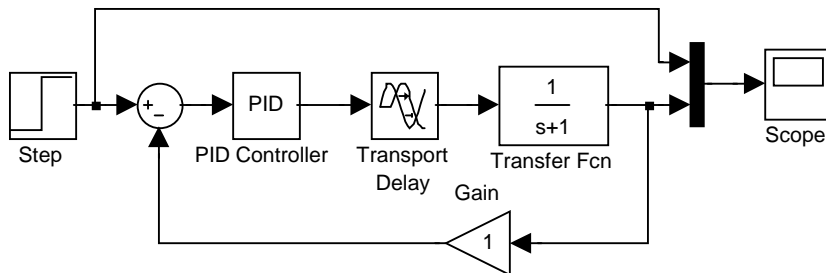 +
−
PID
1
s+1
Step
PID Controller
Transport
Delay
Transfer Fcn
Scope
Gain
1